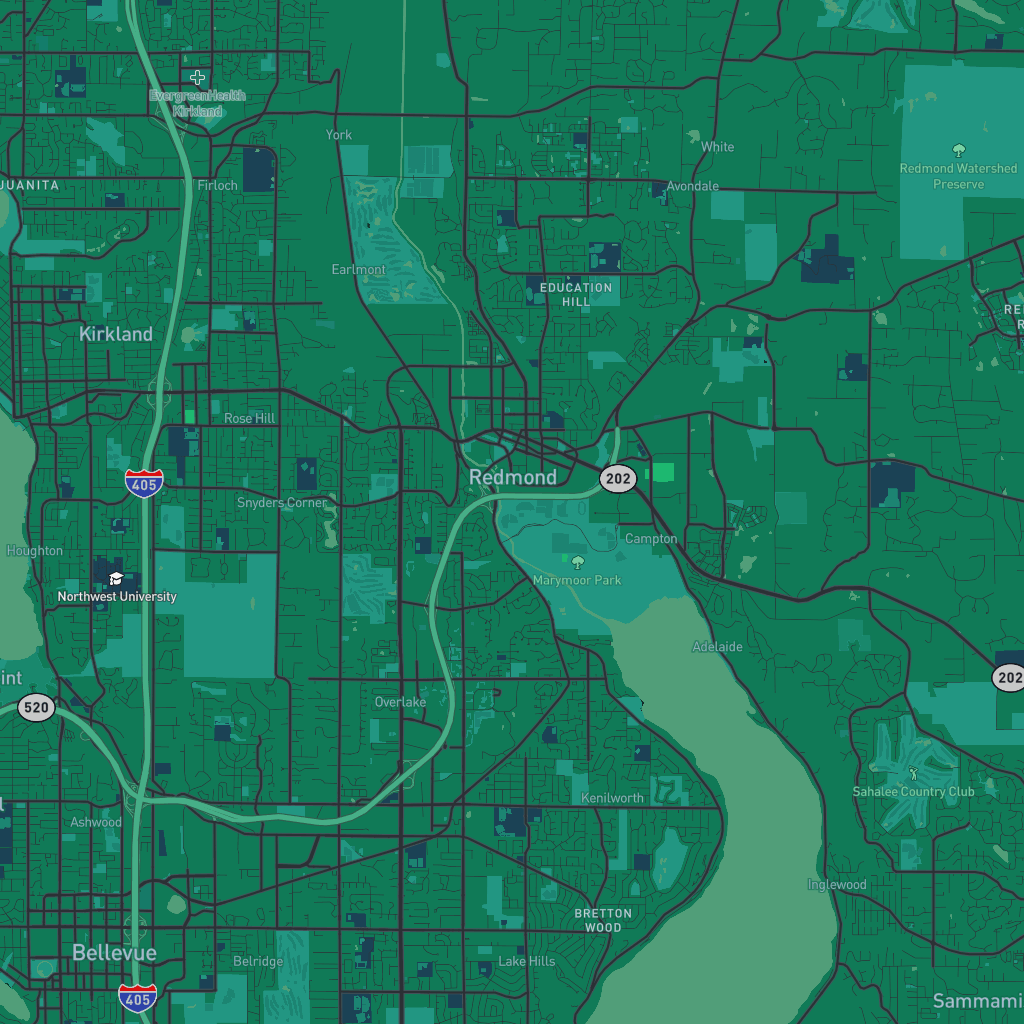 EvergreenHealth
Kirkland
York
White
Redmond Watershed
Preserve
JUANITA
Firloch
Avondale
Earlmont
EDUCATION
HILL
Kirkland
Rose Hill
405
Redmond
202
Snyders Corner
Houghton
Campton
Marymoor Park
Northwest University
Adelaide
202
520
Overlake
Sahalee Country Club
Kenilworth
Ashwood
Inglewood
BRETTON
WOOD
Bellevue
Belridge
Lake Hills
405